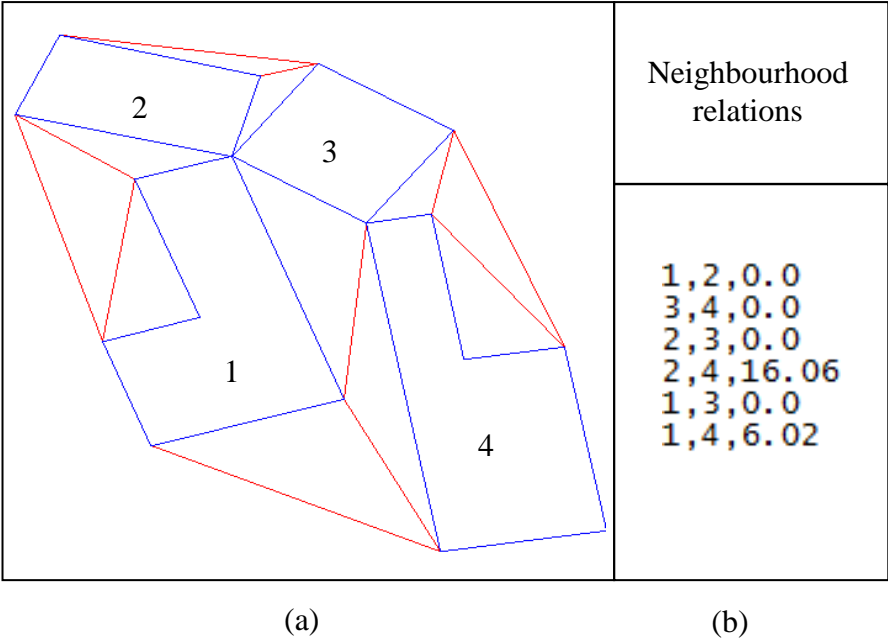 2
3
1
4
Neighbourhood
relations
1,2,0.0
3,4,0.0
2,3,0.0
2,4,16.06
1,3,0.0
1,4,6.02
(a)
(b)